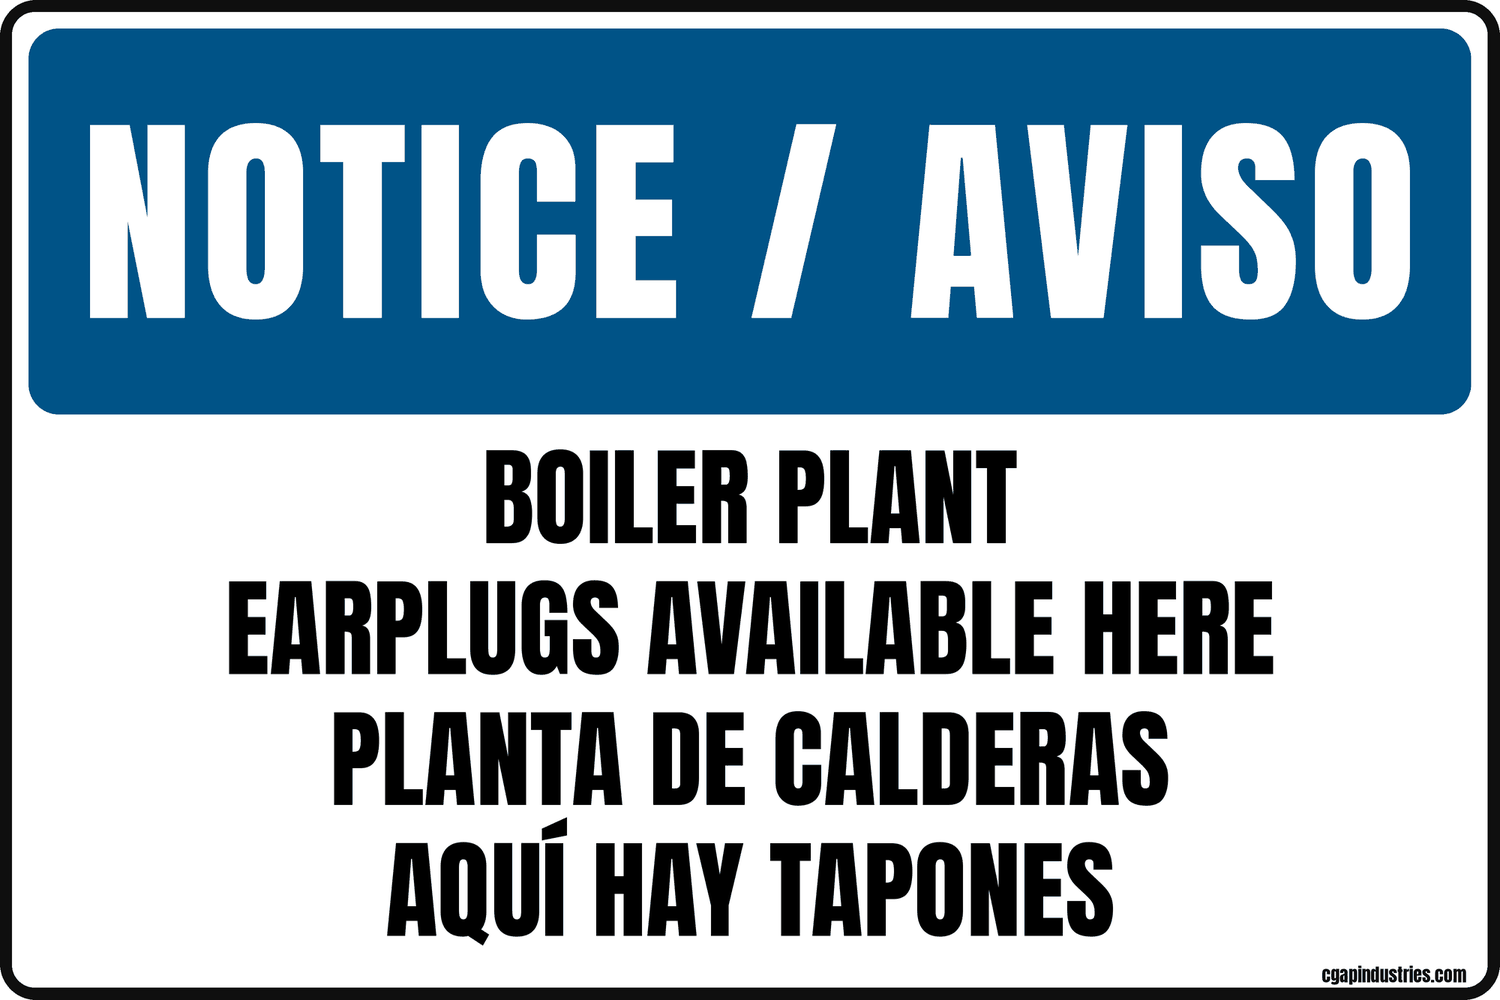 NOTICE / AVISO
BOILER PLANT
EARPLUGS AVAILABLE HERE
PLANTA DE CALDERAS
AQUÍ HAY TAPONES
cgapindustries.com